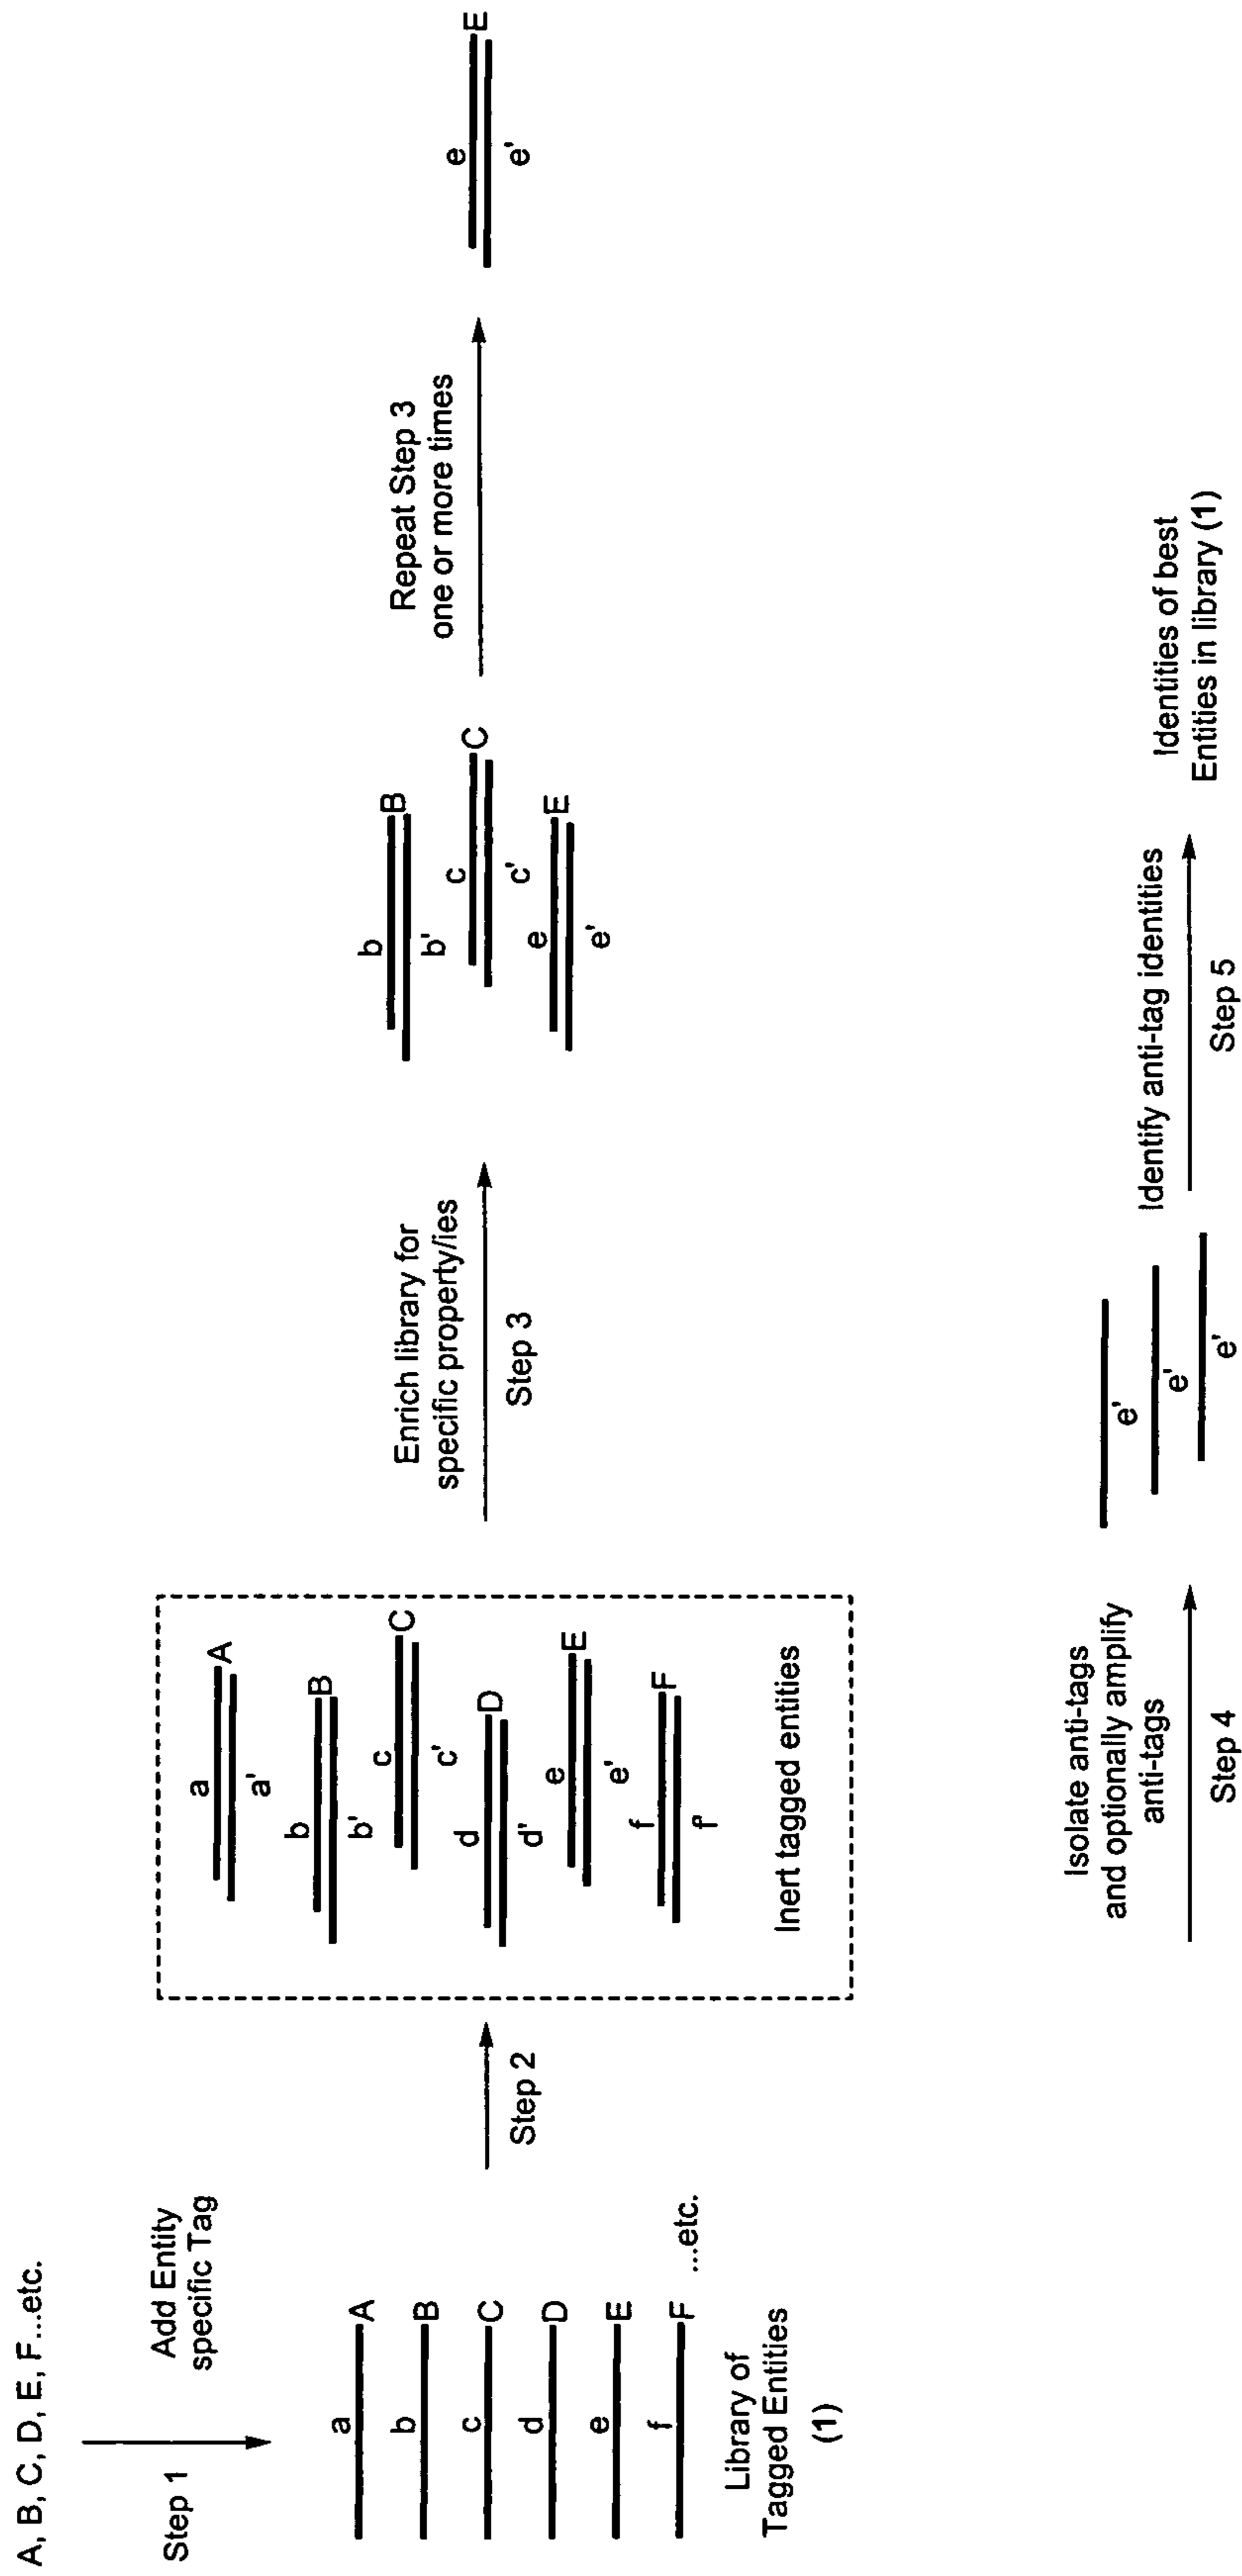 A, B, C, D, E, F...etc.
Step 1
Add Entity
specific Tag
a
A
b
B
c
C
d
D
e
E
f
F
...etc.
Library of
Tagged Entities
(1)
Step 2
a
A
a'
b
B
b'
c
C
c'
d
D
d'
e
E
e'
f
F
f'
Inert tagged entities
Enrich library for
specific property/ies
Step 3
b
B
b'
c
C
c'
e
E
e'
Repeat Step 3
one or more times
e
E
e'
Isolate anti-tags
and optionally amplify
anti-tags
Step 4
e'
e'
e'
Identify anti-tag identities
Step 5
Identities of best
Entities in library (1)